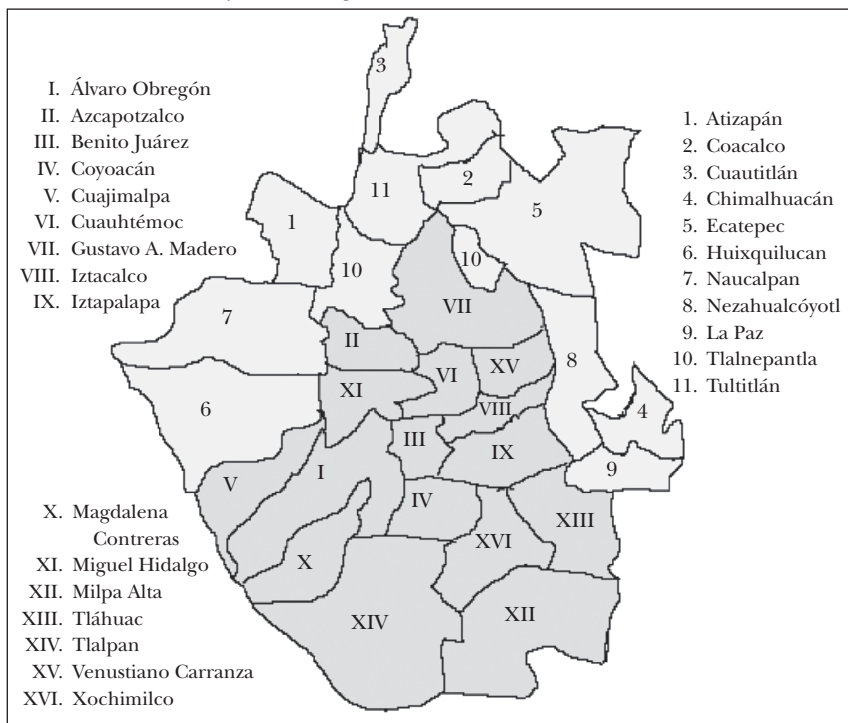 I. Álvaro Obregón
II. Azcapotzalco
III. Benito Juárez
IV. Coyoacán
V. Cuajimalpa
VI. Cuauhtémoc
VII. Gustavo A. Madero
VIII. Iztacalco
IX. Iztapalapa
X. Magdalena
Contreras
XI. Miguel Hidalgo
XII. Milpa Alta
XIII. Tláhuac
XIV. Tlalpan
XV. Venustiano Carranza
XVI. Xochimilco
1. Atizapán
2. Coacalco
3. Cuautitlán
4. Chimalhuacán
5. Ecatepec
6. Huixquilucan
7. Naucalpan
8. Nezahualcóyotl
9. La Paz
10. Tlalnepantla
11. Tultitlán
3
2
11
5
1
10
10
VII
7
II
8
VI
XV
XI
VIII
4
6
III
IX
9
I
V
IV
XIII
XVI
X
XIV
XII